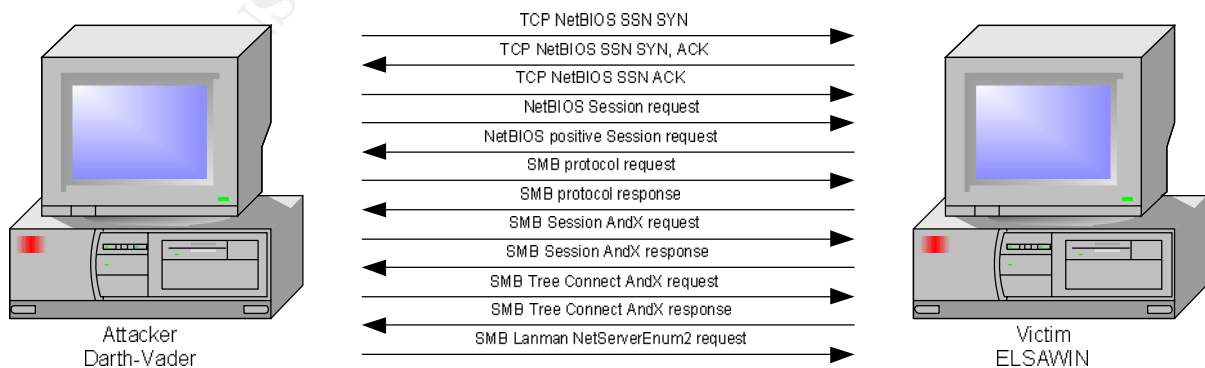 TCP NetBIOS SSN SYN
TCP NetBIOS SSN SYN, ACK
TCP NetBIOS SSN ACK
NetBIOS Session request
NetBIOS positive Session request
SMB protocol request
SMB protocol response
SMB Session AndX request
SMB Session AndX response
SMB Tree Connect AndX request
SMB Tree Connect AndX response
SMB Lanman NetServerEnum2 request
Attacker
Darth-Vader
Victim
ELSAWIN